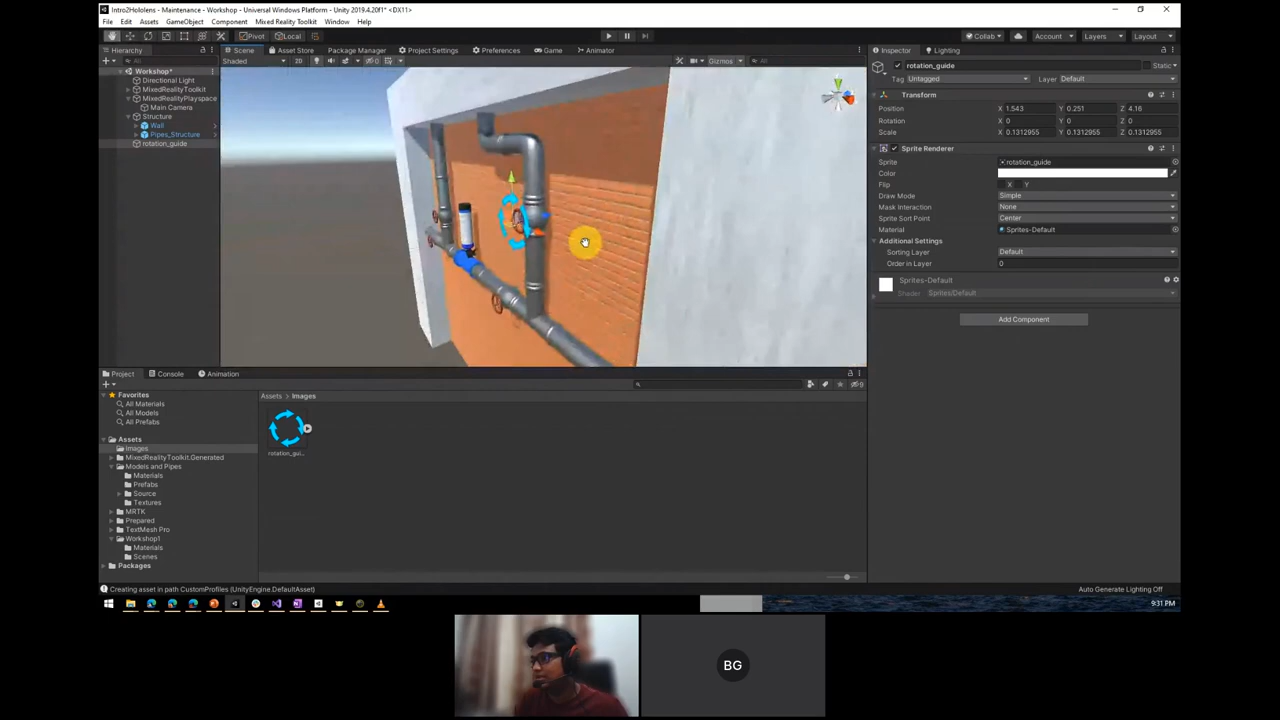 Intro2Hololens - Maintenance - Workshop - Universal Windows Platform - Unity 2019.4.20f1* <DX11>
File Edit Assets GameObject Component Mixed Reality Toolkit Window Help
Pivot Local Collab Account Layers Layout
Hierarchy Scene Asset Store Package Manager Project Settings Preferences Game Animator Inspector Lighting
All Shaded 2D Gizmos All rotation_guide Static
Workshop*
Directional Light
MixedRealityToolkit
MixedRealityPlayspace
Main Camera
Structure
Wall
Pipes_Structure
rotation_guide
Tag Untagged Layer Default
Transform
Position X 1.543 Y 0.251 Z 4.16
Rotation X 0 Y 0 Z 0
Scale X 0.1312955 Y 0.1312955 Z 0.1312955
Sprite Renderer
Sprite rotation_guide
Color
Flip X Y
Draw Mode Simple
Mask Interaction None
Sprite Sort Point Center
Material Sprites-Default
Additional Settings
Sorting Layer Default
Order in Layer 0
Sprites-Default
Shader Sprites/Default
Add Component
Project Console Animation
9
Favorites
All Materials
All Models
All Prefabs
Assets
Images
MixedRealityToolkit.Generated
Models and Pipes
Materials
Prefabs
Source
Textures
MRTK
Prepared
TextMesh Pro
Workshop1
Materials
Scenes
Packages
Assets > Images
rotation_gui...
Creating asset in path CustomProfiles (UnityEngine.DefaultAsset) Auto Generate Lighting Off
9:31 PM
BG